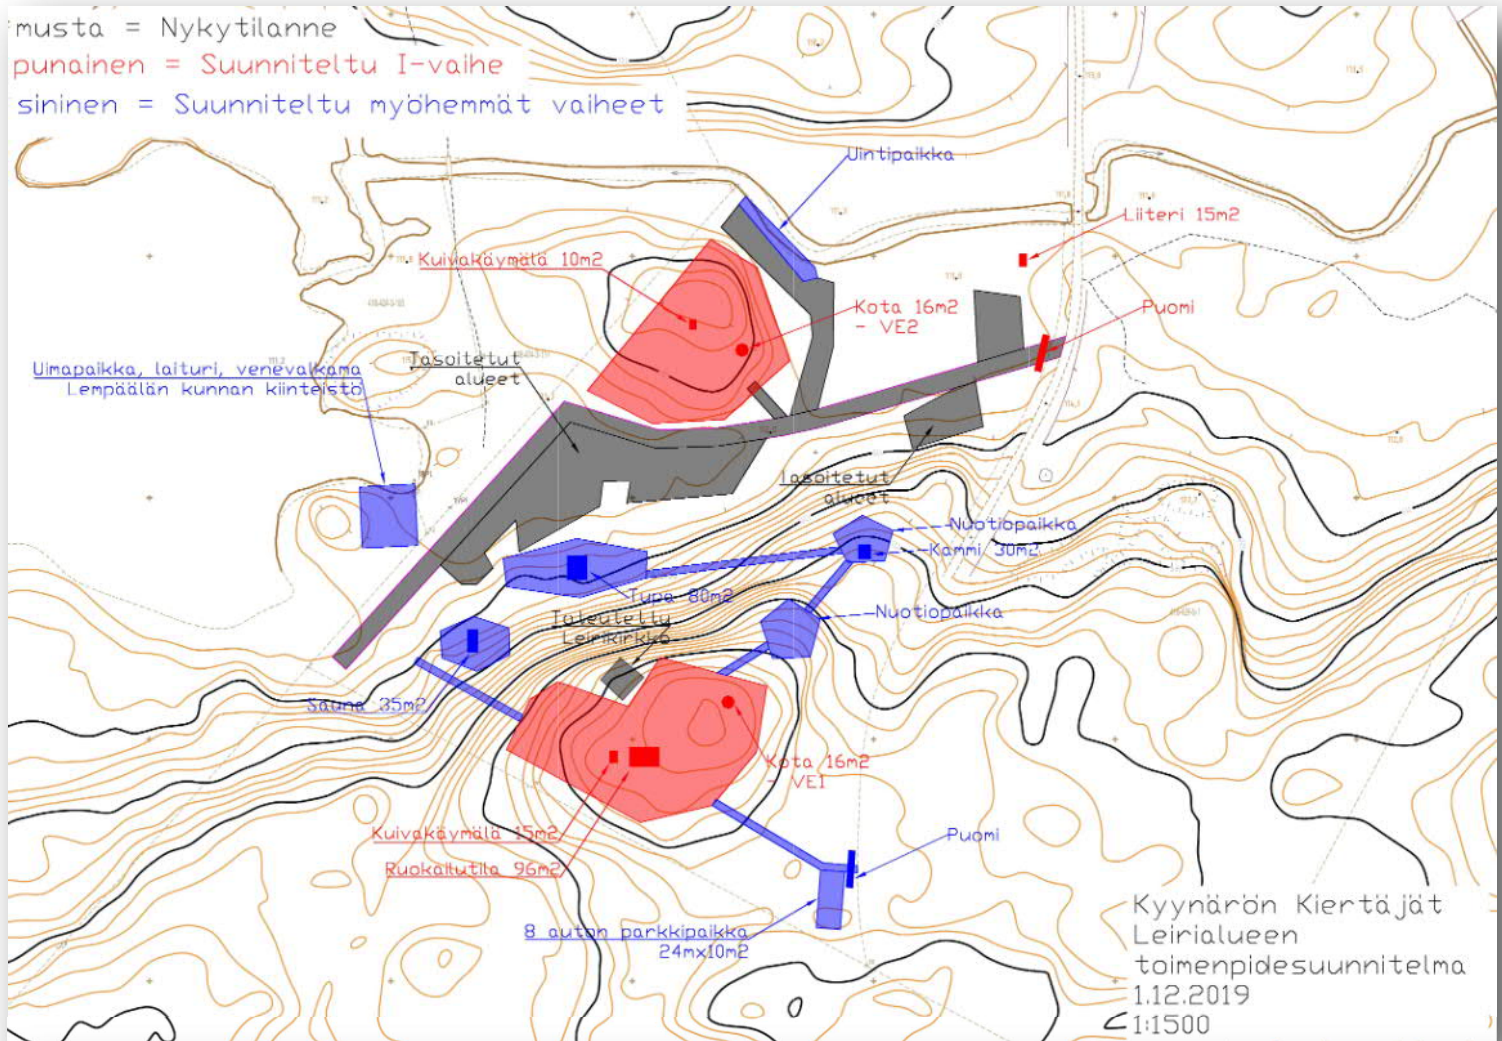 musta = Nykytilanne
punainen = Suunniteltu I-vaihe
sininen = Suunniteltu myöhemmät vaiheet
Uintipaikka
Liiteri 15m2
Kuivakäymälä 10m2
Kota 16m2
- VE2
Puomi
Uimapaikka, laituri, venevalkama
Lempäälän kunnan kiinteistö
Tasoitetut
alueet
Tasoitetut
alueet
Nuotiopaikka
Kammi 30m2
Tupa 80m2
Nuotiopaikka
Leirikirkko
Sauna 35m2
Kota 16m2
- VE1
Kuivakäymälä 15m2
Ruokailutila 96m2
Puomi
8 auton parkkipaikka
24mx10m2
Kyynärön Kiertäjät
Leirialueen
toimenpidesuunnitelma
1.12.2019
1:1500